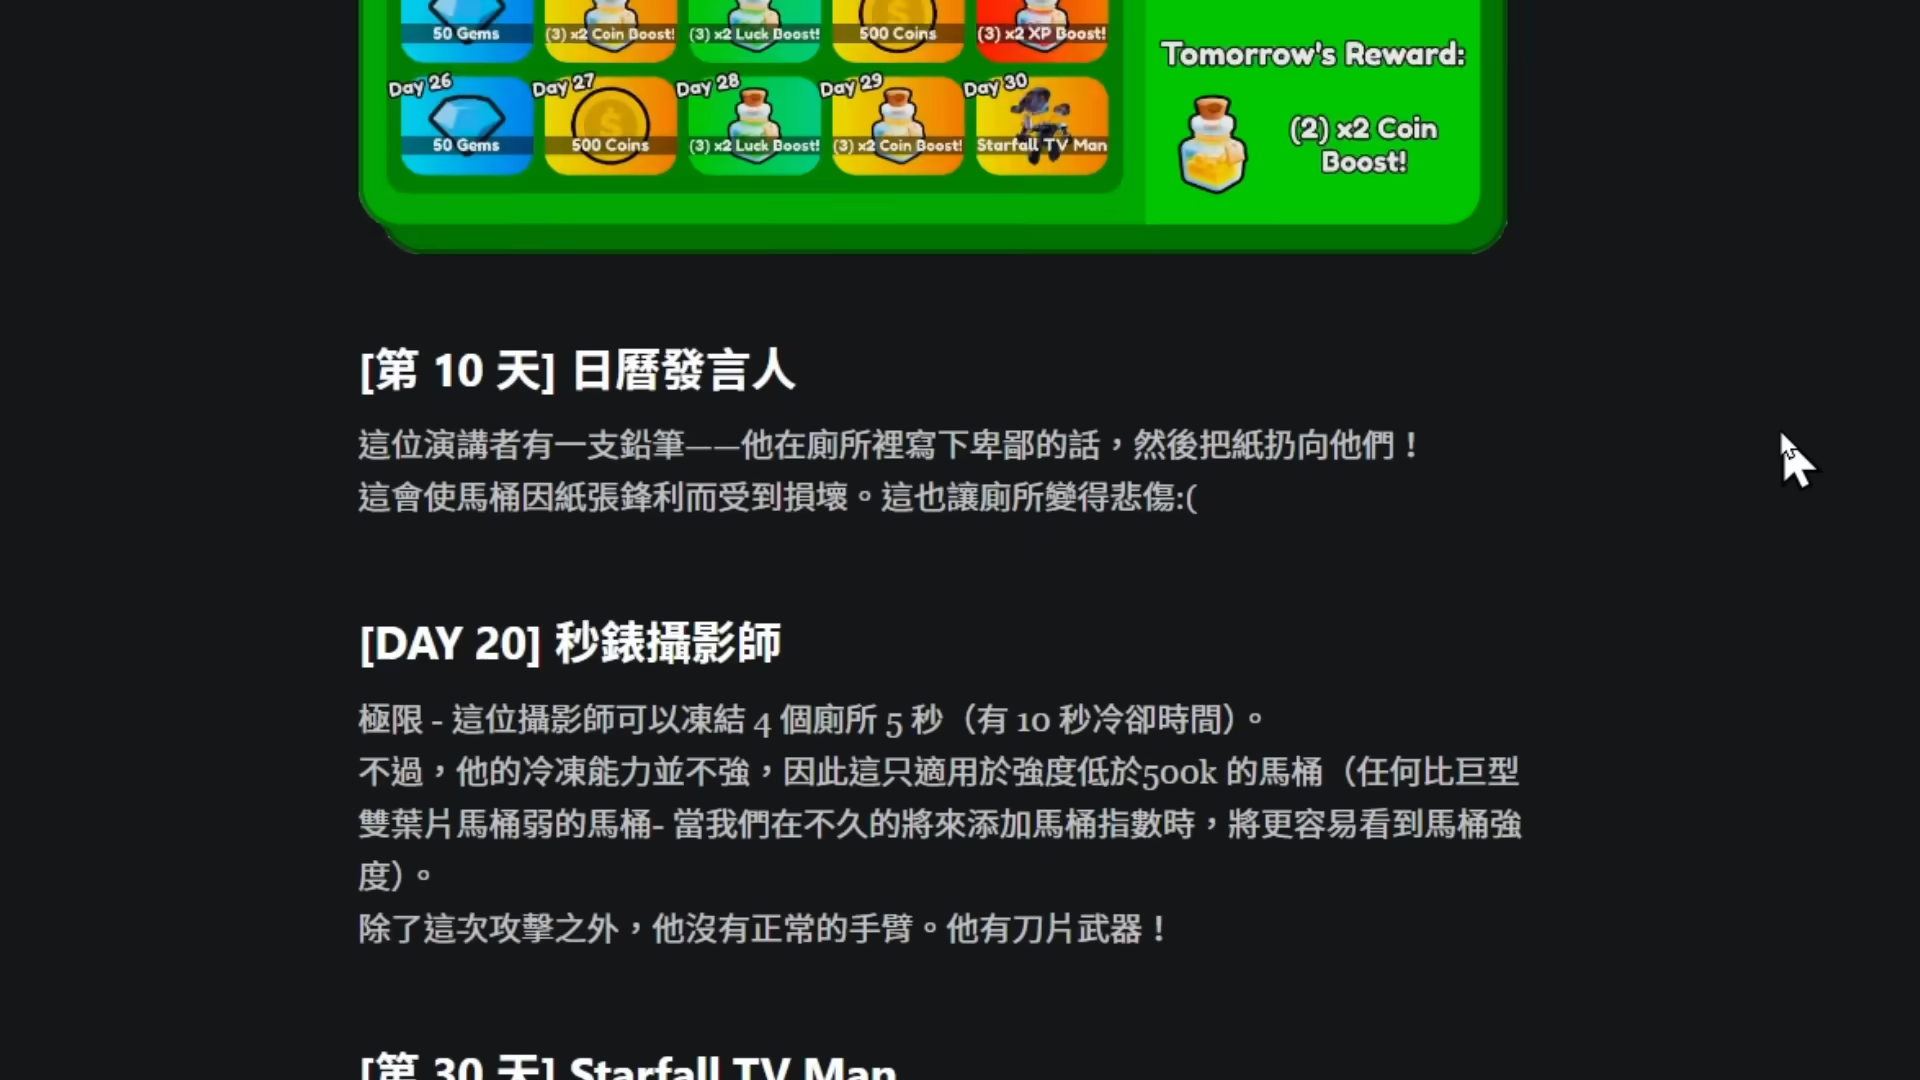 50 Gems
(3) x2 Coin Boost!
(3) x2 Luck Boost!
500 Coins
(3) x2 XP Boost!
Tomorrow's Reward:
Day 26
Day 27
Day 28
Day 29
Day 30
50 Gems
500 Coins
(3) x2 Luck Boost!
(3) x2 Coin Boost!
Starfall TV Man
(2) x2 Coin
Boost!
[第 10 天] 日曆發言人
這位演講者有一支鉛筆——他在廁所裡寫下卑鄙的話，然後把紙扔向他們！
這會使馬桶因紙張鋒利而受到損壞。這也讓廁所變得悲傷:(
[DAY 20] 秒錶攝影師
極限 - 這位攝影師可以凍結 4 個廁所 5 秒（有 10 秒冷卻時間）。
不過，他的冷凍能力並不強，因此這只適用於強度低於500k 的馬桶（任何比巨型
雙葉片馬桶弱的馬桶- 當我們在不久的將來添加馬桶指數時，將更容易看到馬桶強
度）。
除了這次攻擊之外，他沒有正常的手臂。他有刀片武器！
[第 30 天] Starfall TV Man